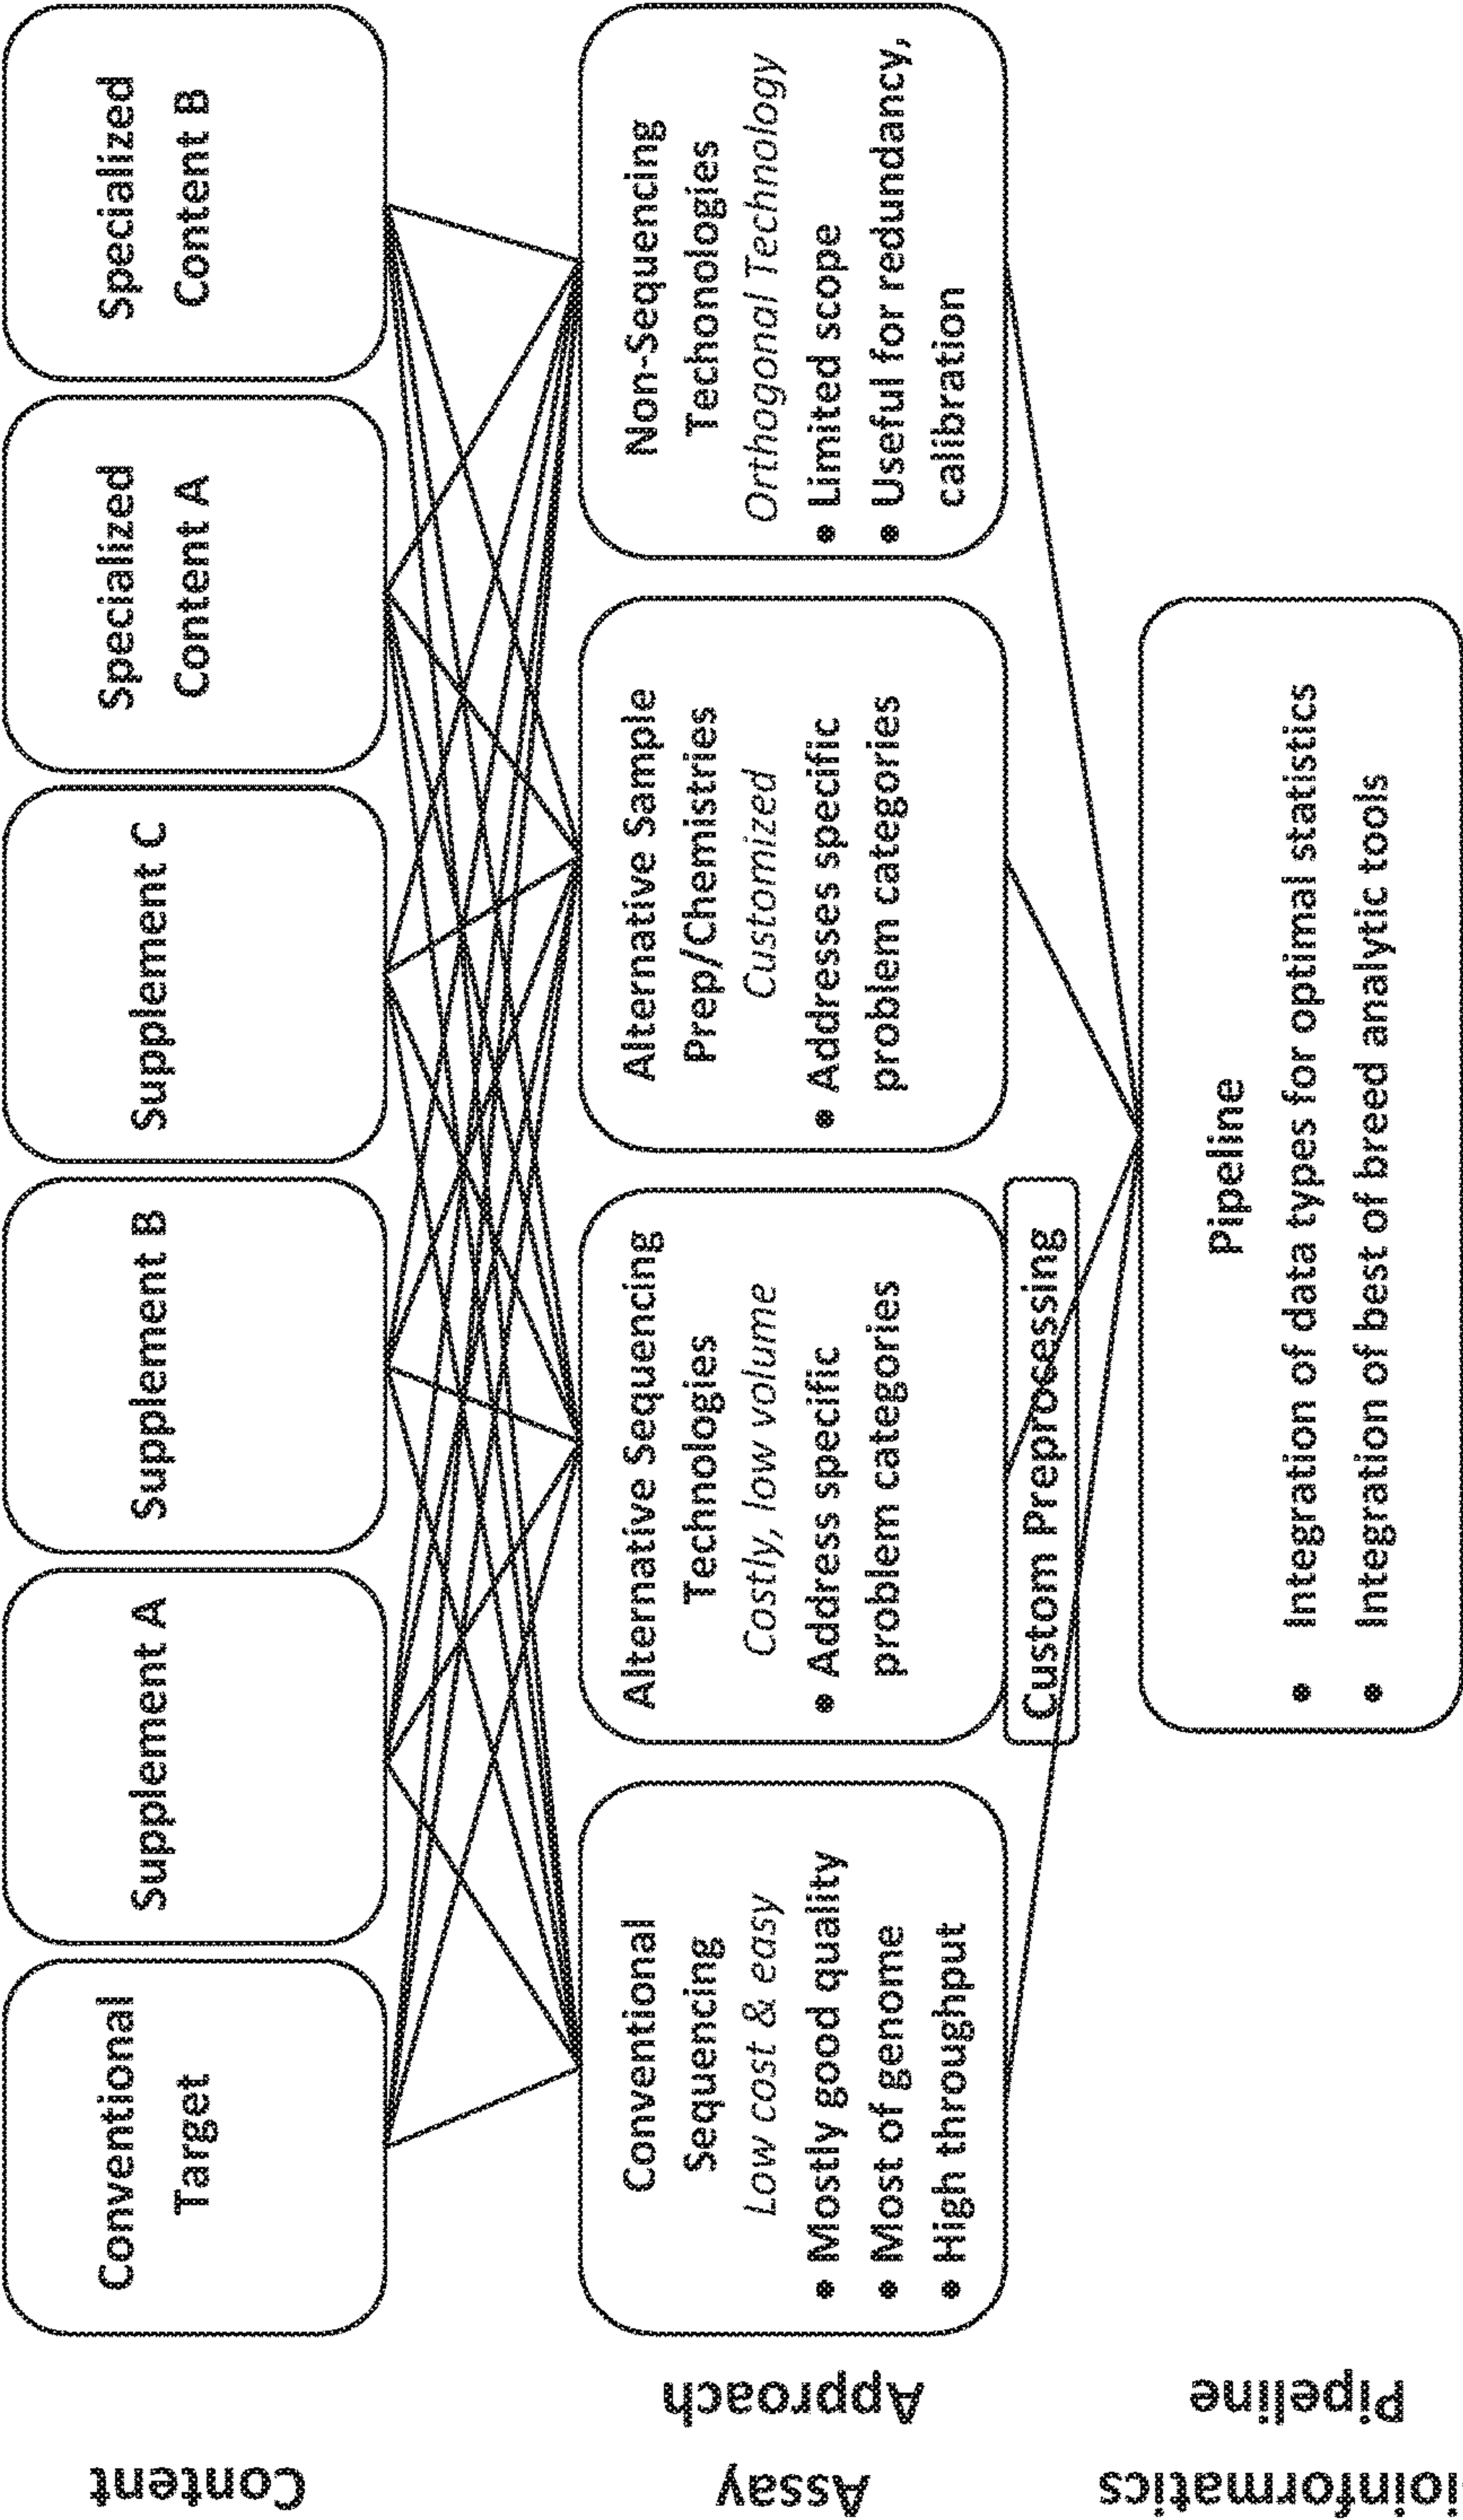 Content
Conventional
Target
Supplement A
Supplement B
Supplement C
Specialized
Content A
Specialized
Content B
Assay
Approach
Conventional
Sequencing
Low cost & easy
• Mostly good quality
• Most of genome
• High throughput
Alternative Sequencing
Technologies
Costly, low volume
• Address specific
problem categories
Alternative Sample
Prep/Chemistries
Customized
• Addresses specific
problem categories
Non-Sequencing
Techonologies
Orthogonal Technology
• Limited scope
• Useful for redundancy,
calibration
Custom Preprocessing
ioinformatics
Pipeline
Pipeline
• Integration of data types for optimal statistics
• Integration of best of breed analytic tools